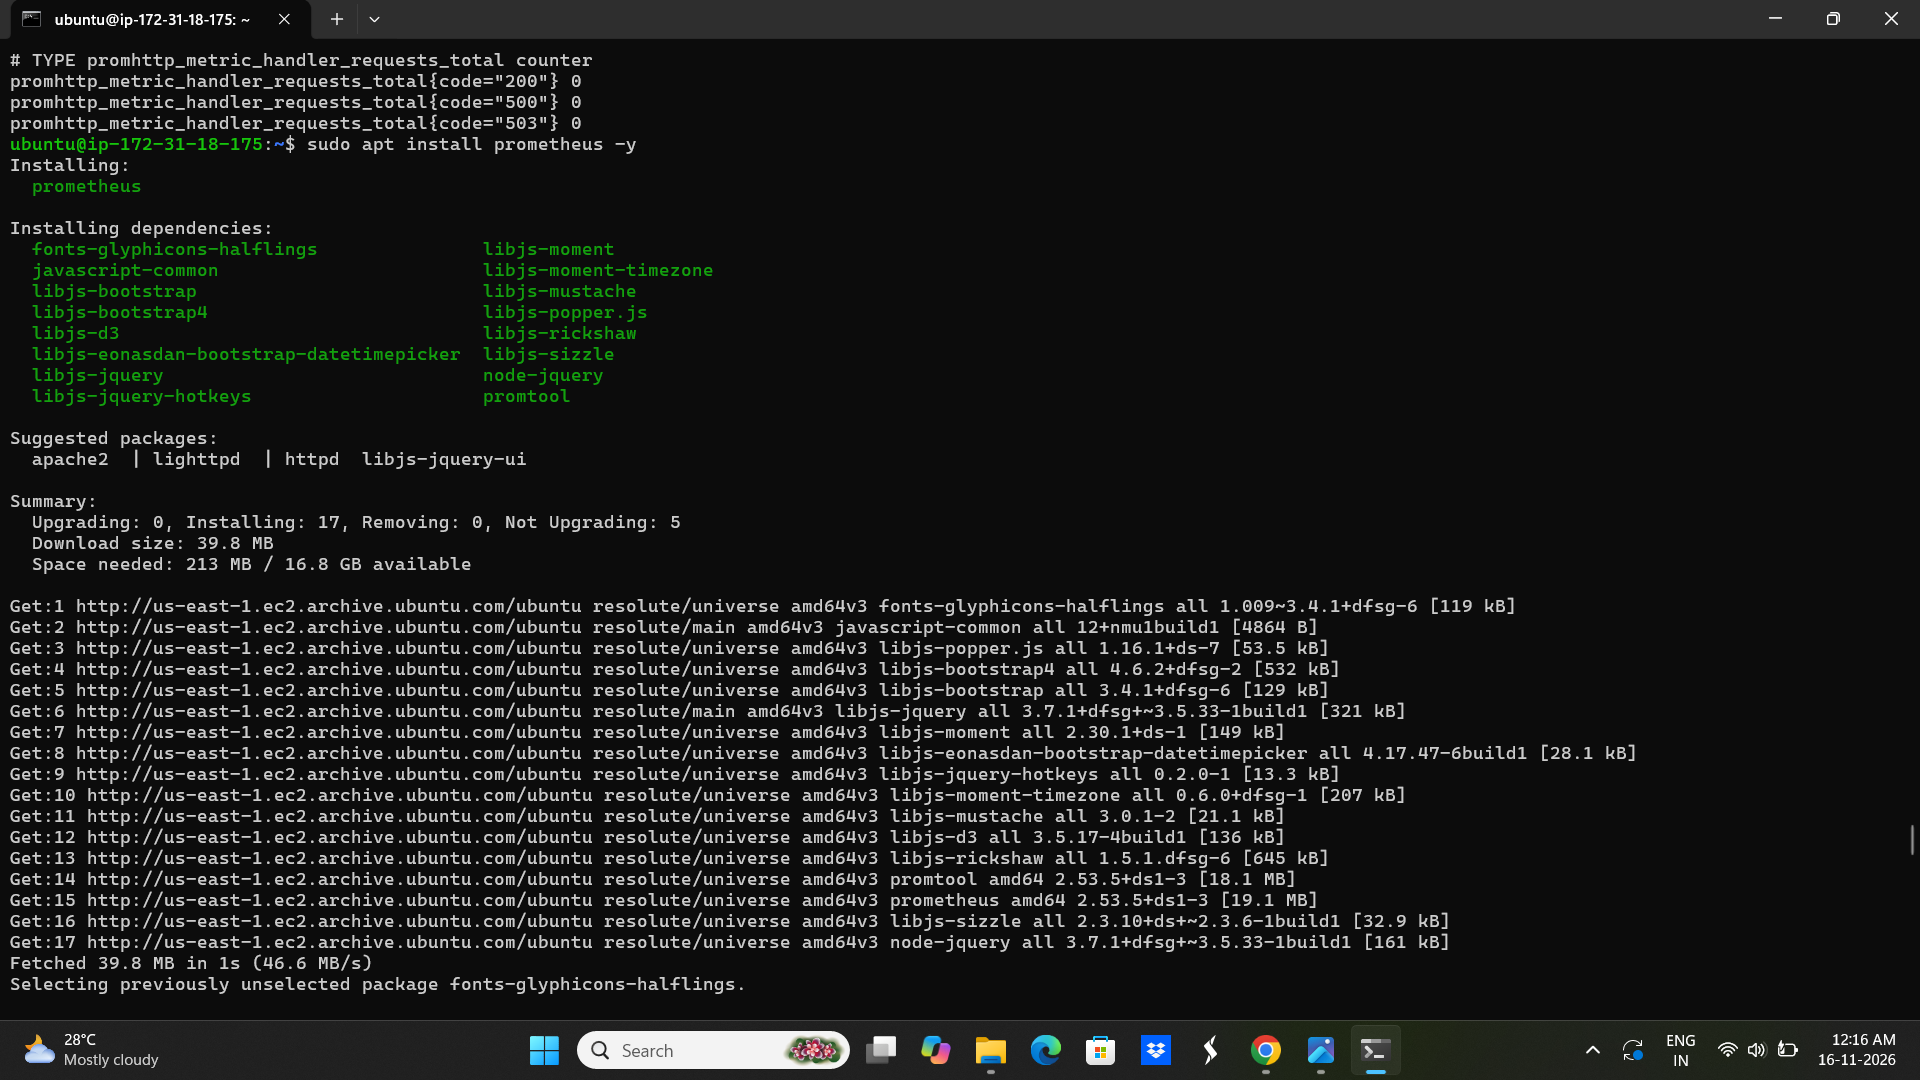 ubuntu@ip-172-31-18-175: ~
# TYPE promhttp_metric_handler_requests_total counter
promhttp_metric_handler_requests_total{code="200"} 0
promhttp_metric_handler_requests_total{code="500"} 0
promhttp_metric_handler_requests_total{code="503"} 0
ubuntu@ip-172-31-18-175:~$ sudo apt install prometheus -y
Installing:
  prometheus

Installing dependencies:
  fonts-glyphicons-halflings               libjs-moment
  javascript-common                        libjs-moment-timezone
  libjs-bootstrap                          libjs-mustache
  libjs-bootstrap4                         libjs-popper.js
  libjs-d3                                 libjs-rickshaw
  libjs-eonasdan-bootstrap-datetimepicker  libjs-sizzle
  libjs-jquery                             node-jquery
  libjs-jquery-hotkeys                     promtool

Suggested packages:
  apache2  | lighttpd  | httpd  libjs-jquery-ui

Summary:
  Upgrading: 0, Installing: 17, Removing: 0, Not Upgrading: 5
  Download size: 39.8 MB
  Space needed: 213 MB / 16.8 GB available

Get:1 http://us-east-1.ec2.archive.ubuntu.com/ubuntu resolute/universe amd64v3 fonts-glyphicons-halflings all 1.009~3.4.1+dfsg-6 [119 kB]
Get:2 http://us-east-1.ec2.archive.ubuntu.com/ubuntu resolute/main amd64v3 javascript-common all 12+nmu1build1 [4864 B]
Get:3 http://us-east-1.ec2.archive.ubuntu.com/ubuntu resolute/universe amd64v3 libjs-popper.js all 1.16.1+ds-7 [53.5 kB]
Get:4 http://us-east-1.ec2.archive.ubuntu.com/ubuntu resolute/universe amd64v3 libjs-bootstrap4 all 4.6.2+dfsg-2 [532 kB]
Get:5 http://us-east-1.ec2.archive.ubuntu.com/ubuntu resolute/universe amd64v3 libjs-bootstrap all 3.4.1+dfsg-6 [129 kB]
Get:6 http://us-east-1.ec2.archive.ubuntu.com/ubuntu resolute/main amd64v3 libjs-jquery all 3.7.1+dfsg+~3.5.33-1build1 [321 kB]
Get:7 http://us-east-1.ec2.archive.ubuntu.com/ubuntu resolute/universe amd64v3 libjs-moment all 2.30.1+ds-1 [149 kB]
Get:8 http://us-east-1.ec2.archive.ubuntu.com/ubuntu resolute/universe amd64v3 libjs-eonasdan-bootstrap-datetimepicker all 4.17.47-6build1 [28.1 kB]
Get:9 http://us-east-1.ec2.archive.ubuntu.com/ubuntu resolute/universe amd64v3 libjs-jquery-hotkeys all 0.2.0-1 [13.3 kB]
Get:10 http://us-east-1.ec2.archive.ubuntu.com/ubuntu resolute/universe amd64v3 libjs-moment-timezone all 0.6.0+dfsg-1 [207 kB]
Get:11 http://us-east-1.ec2.archive.ubuntu.com/ubuntu resolute/universe amd64v3 libjs-mustache all 3.0.1-2 [21.1 kB]
Get:12 http://us-east-1.ec2.archive.ubuntu.com/ubuntu resolute/universe amd64v3 libjs-d3 all 3.5.17-4build1 [136 kB]
Get:13 http://us-east-1.ec2.archive.ubuntu.com/ubuntu resolute/universe amd64v3 libjs-rickshaw all 1.5.1.dfsg-6 [645 kB]
Get:14 http://us-east-1.ec2.archive.ubuntu.com/ubuntu resolute/universe amd64v3 promtool amd64 2.53.5+ds1-3 [18.1 MB]
Get:15 http://us-east-1.ec2.archive.ubuntu.com/ubuntu resolute/universe amd64v3 prometheus amd64 2.53.5+ds1-3 [19.1 MB]
Get:16 http://us-east-1.ec2.archive.ubuntu.com/ubuntu resolute/universe amd64v3 libjs-sizzle all 2.3.10+ds+~2.3.6-1build1 [32.9 kB]
Get:17 http://us-east-1.ec2.archive.ubuntu.com/ubuntu resolute/universe amd64v3 node-jquery all 3.7.1+dfsg+~3.5.33-1build1 [161 kB]
Fetched 39.8 MB in 1s (46.6 MB/s)
Selecting previously unselected package fonts-glyphicons-halflings.
28°C
Mostly cloudy
Search
ENG
IN
12:16 AM
16-11-2026